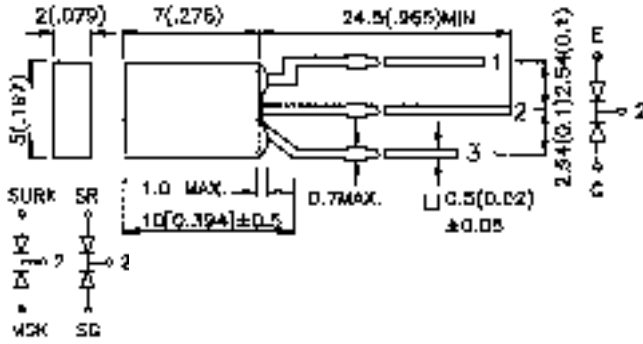 2(.079)
7(.276)
24.5(.965)MIN
5(.197)
1
2
3
2.54(0.1)
2.54(0.1)
E
2
G
1.0 MAX.
0.7MAX.
0.5(0.02)
±0.05
10[0.394]±0.5
SURK
SR
2
2
MSK
SG